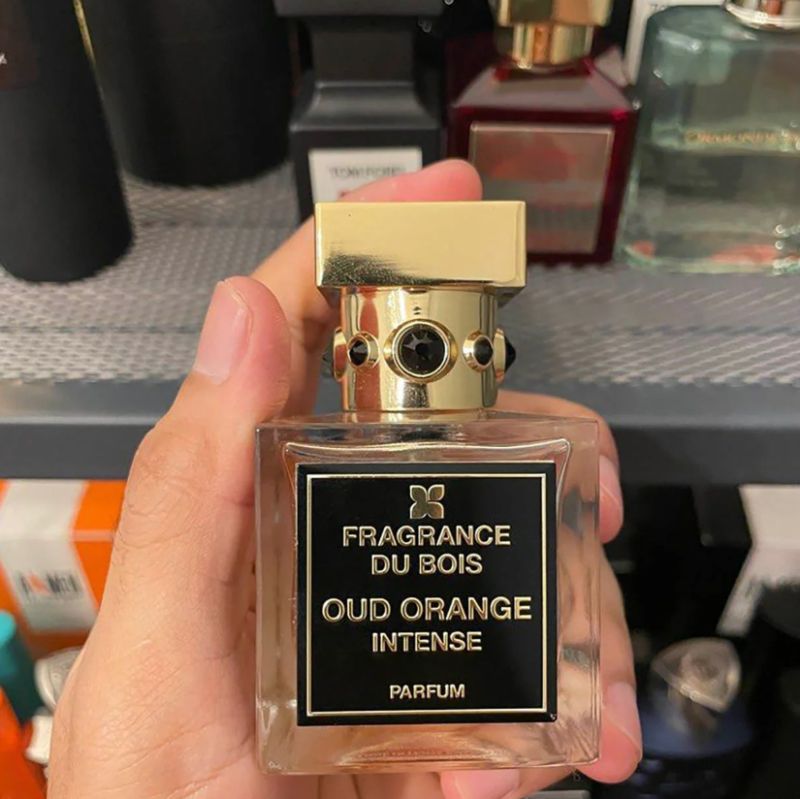 TOM FORD
FRAGRANCE
DU BOIS
OUD ORANGE
INTENSE
PARFUM